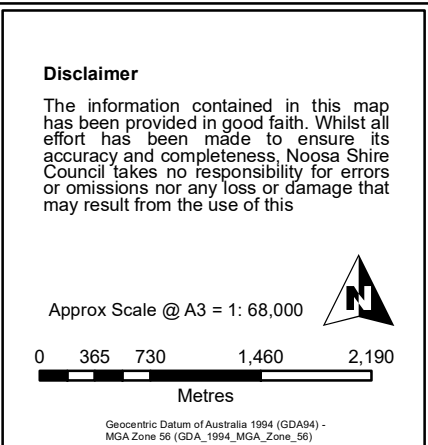 Disclaimer
The information contained in this map
has been provided in good faith. Whilst all
effort has been made to ensure its
accuracy and completeness, Noosa Shire
Council takes no responsibility for errors
or omissions nor any loss or damage that
may result from the use of this
N
Approx Scale @ A3 = 1: 68,000
0 365 730 1,460 2,190
Metres
Geocentric Datum of Australia 1994 (GDA94) -
MGA Zone 56 (GDA_1994_MGA_Zone_56)